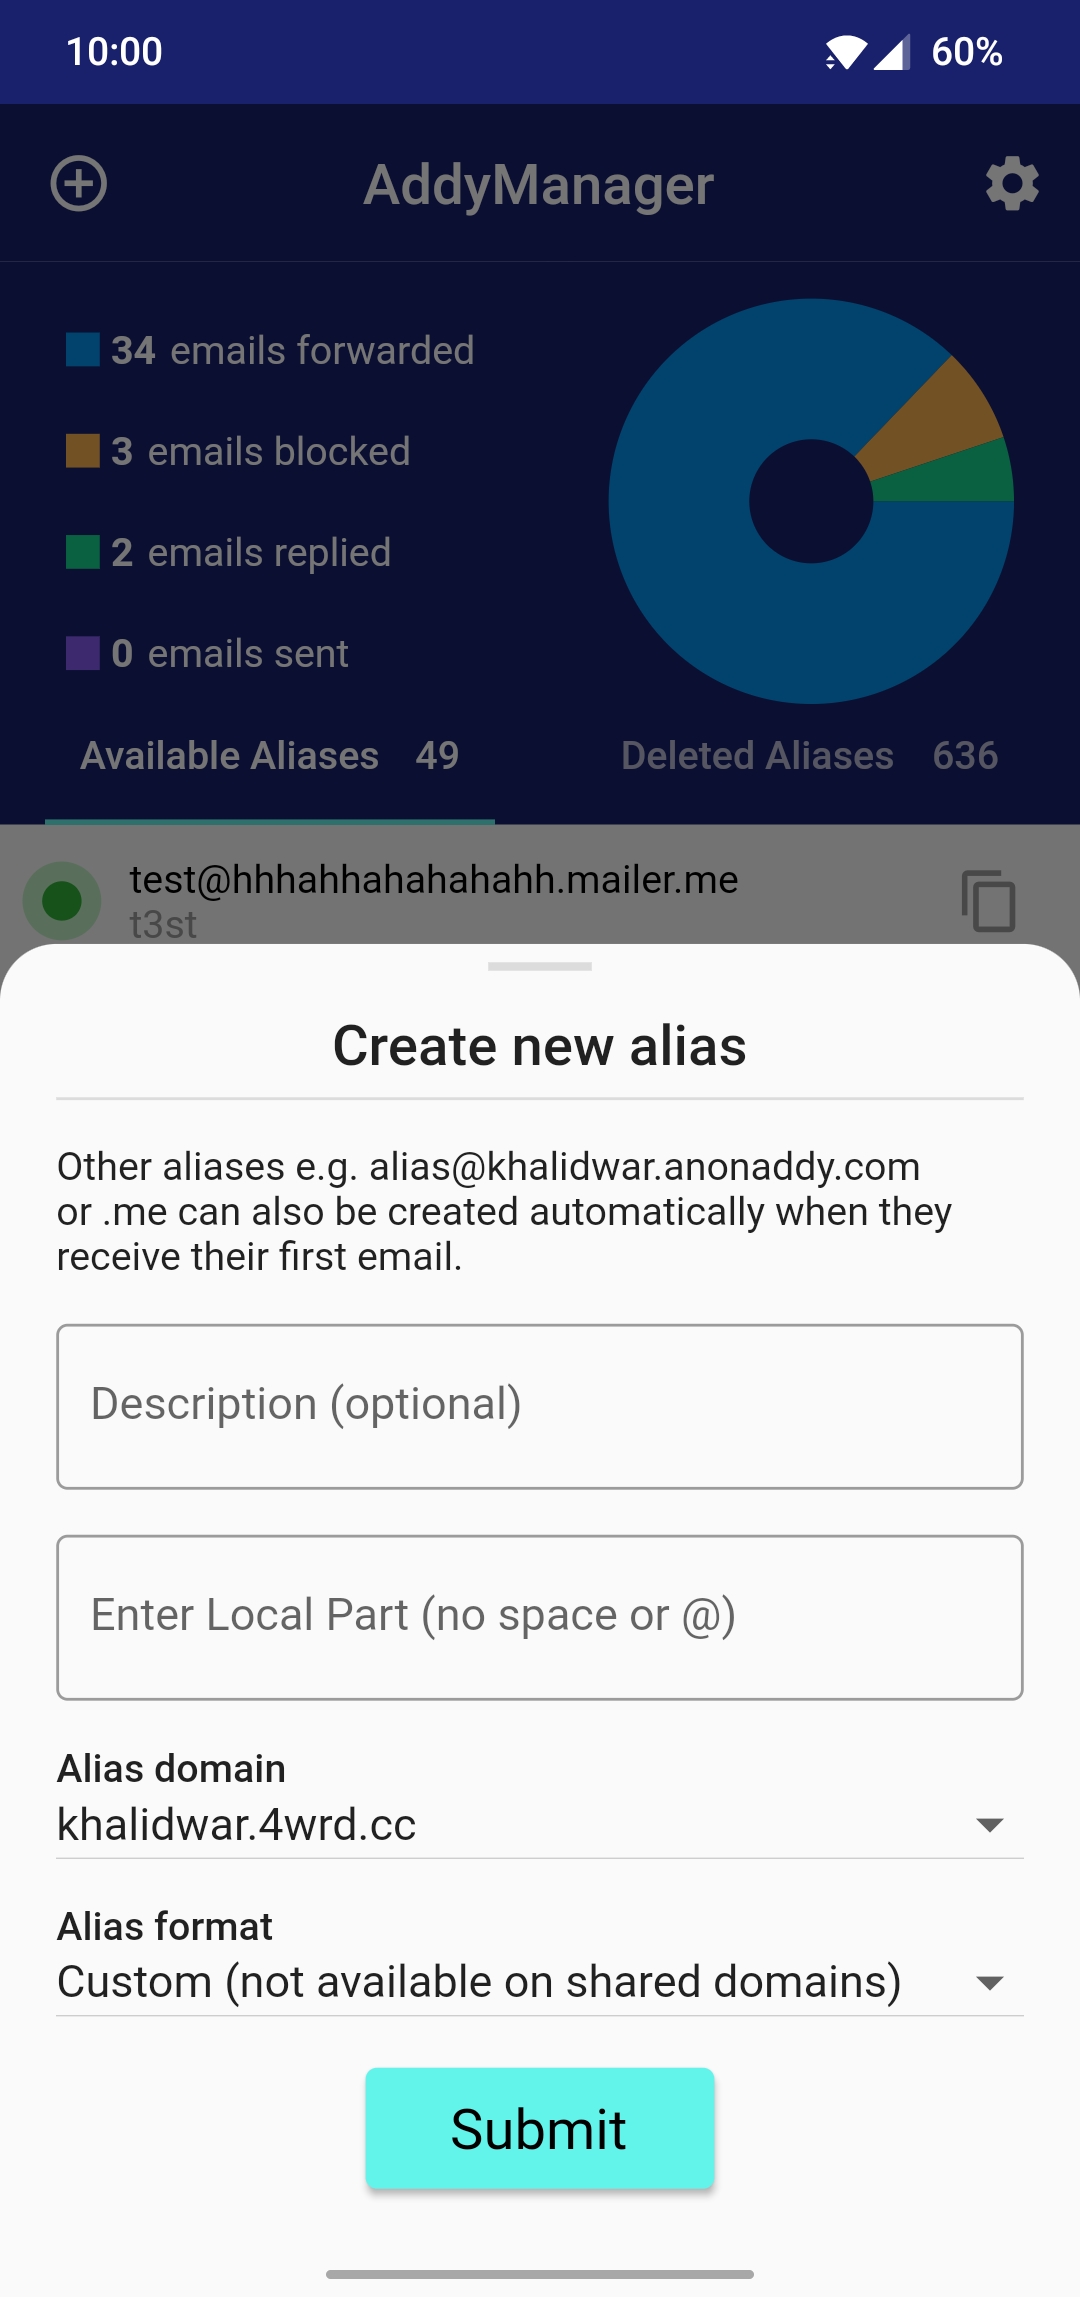 10:00 60%
AddyManager
34 emails forwarded
3 emails blocked
2 emails replied
0 emails sent
Available Aliases 49 Deleted Aliases 636
test@hhhahhahahahahh.mailer.me
t3st
Create new alias
Other aliases e.g. alias@khalidwar.anonaddy.com
or .me can also be created automatically when they
receive their first email.
Description (optional)
Enter Local Part (no space or @)
Alias domain
khalidwar.4wrd.cc
Alias format
Custom (not available on shared domains)
Submit